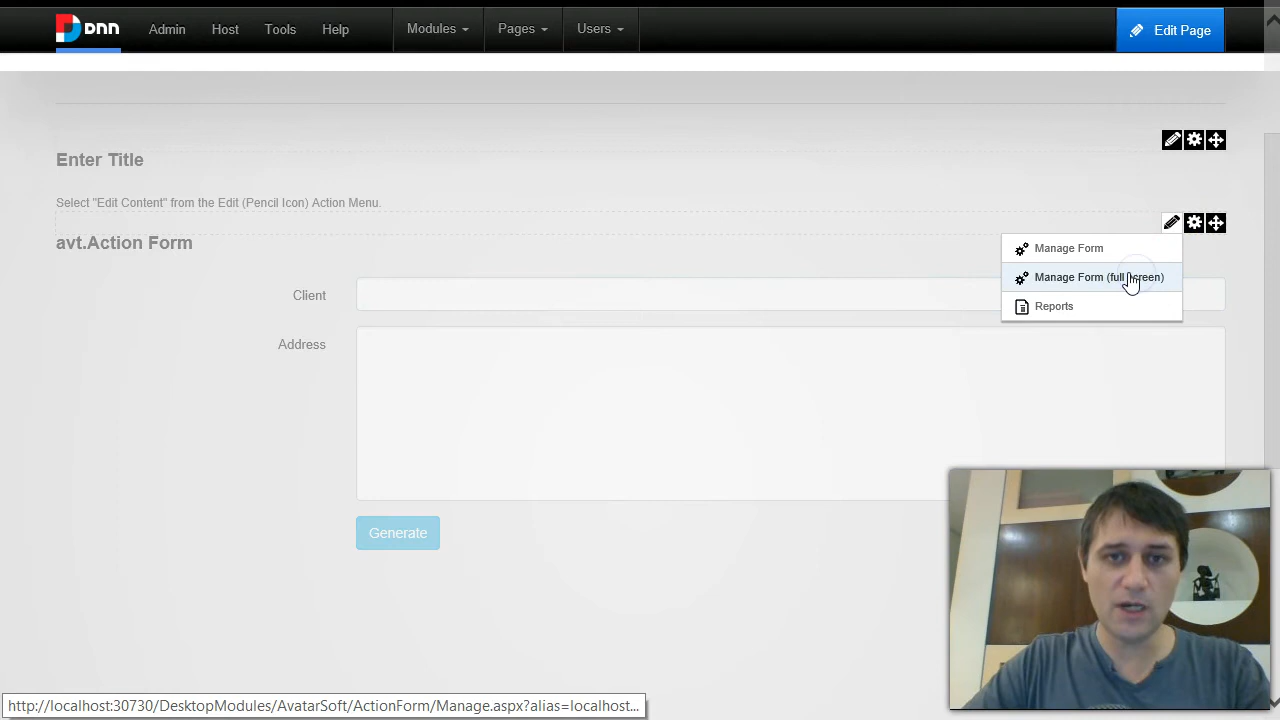 DNN Admin Host Tools Help Modules Pages Users Edit Page
Enter Title
Select "Edit Content" from the Edit (Pencil Icon) Action Menu.
avt.Action Form
Manage Form
Manage Form (full screen)
Reports
Client
Address
Generate
http://localhost:30730/DesktopModules/AvatarSoft/ActionForm/Manage.aspx?alias=localhost...